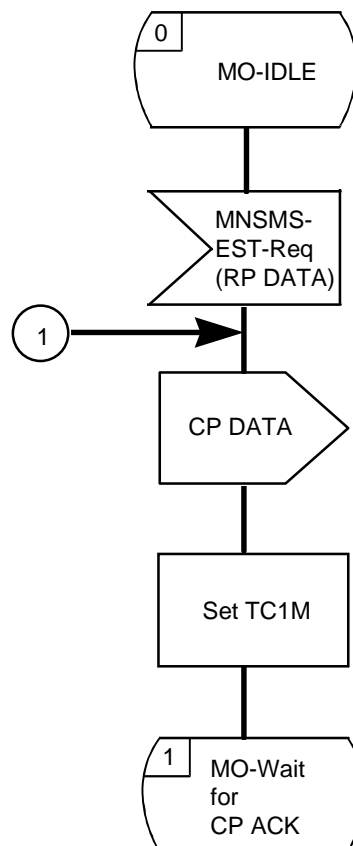 0
MO-IDLE
MNSMS-
EST-Req
(RP DATA)
1
CP DATA
Set TC1M
1
MO-Wait
for
CP ACK